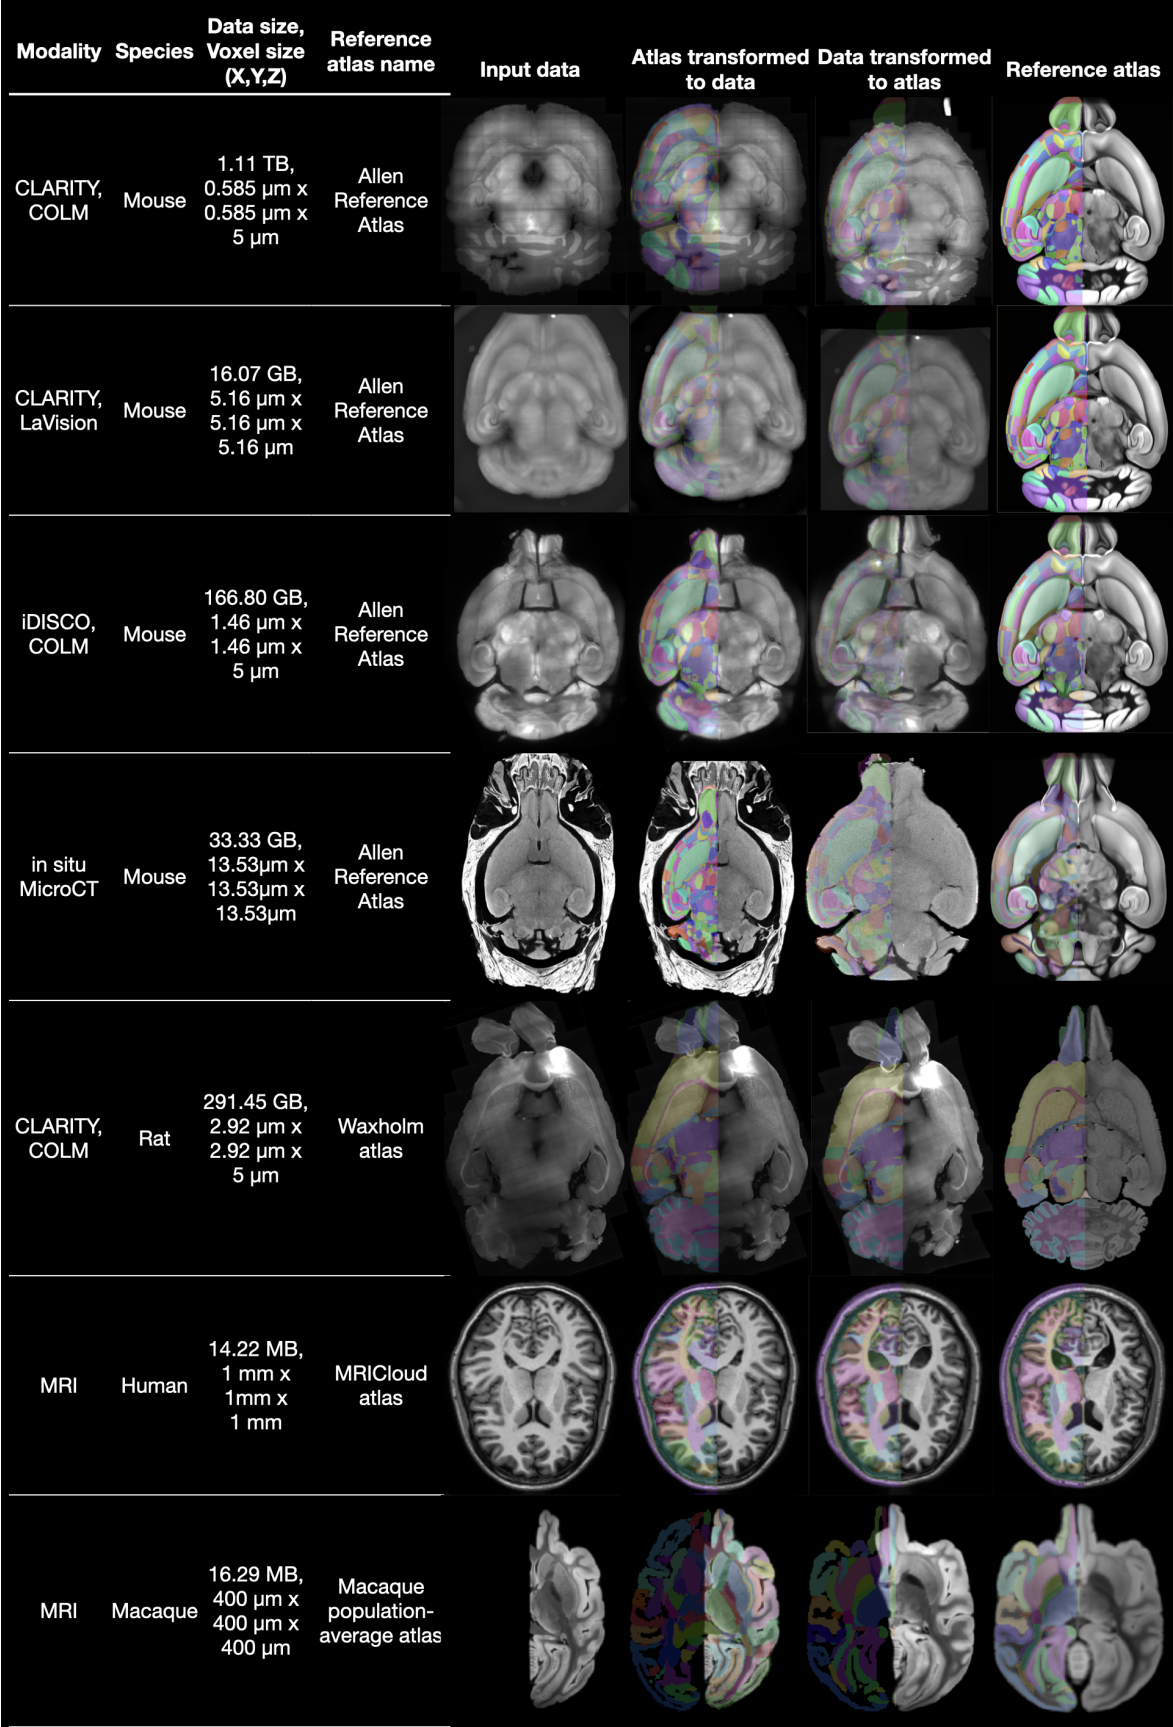 Modality
Species
Data size,
Voxel size
(X,Y,Z)
Reference
atlas name
Input data
Atlas transformed
to data
Data transformed
to atlas
Reference atlas
CLARITY,
COLM
Mouse
1.11 TB,
0.585 µm x
0.585 µm x
5 µm
Allen
Reference
Atlas
CLARITY,
LaVision
Mouse
16.07 GB,
5.16 µm x
5.16 µm x
5.16 µm
Allen
Reference
Atlas
iDISCO,
COLM
Mouse
166.80 GB,
1.46 µm x
1.46 µm x
5 µm
Allen
Reference
Atlas
in situ
MicroCT
Mouse
33.33 GB,
13.53µm x
13.53µm x
13.53µm
Allen
Reference
Atlas
CLARITY,
COLM
Rat
291.45 GB,
2.92 µm x
2.92 µm x
5 µm
Waxholm
atlas
MRI
Human
14.22 MB,
1 mm x
1mm x
1 mm
MRICloud
atlas
MRI
Macaque
16.29 MB,
400 µm x
400 µm x
400 µm
Macaque
population-
average atlas